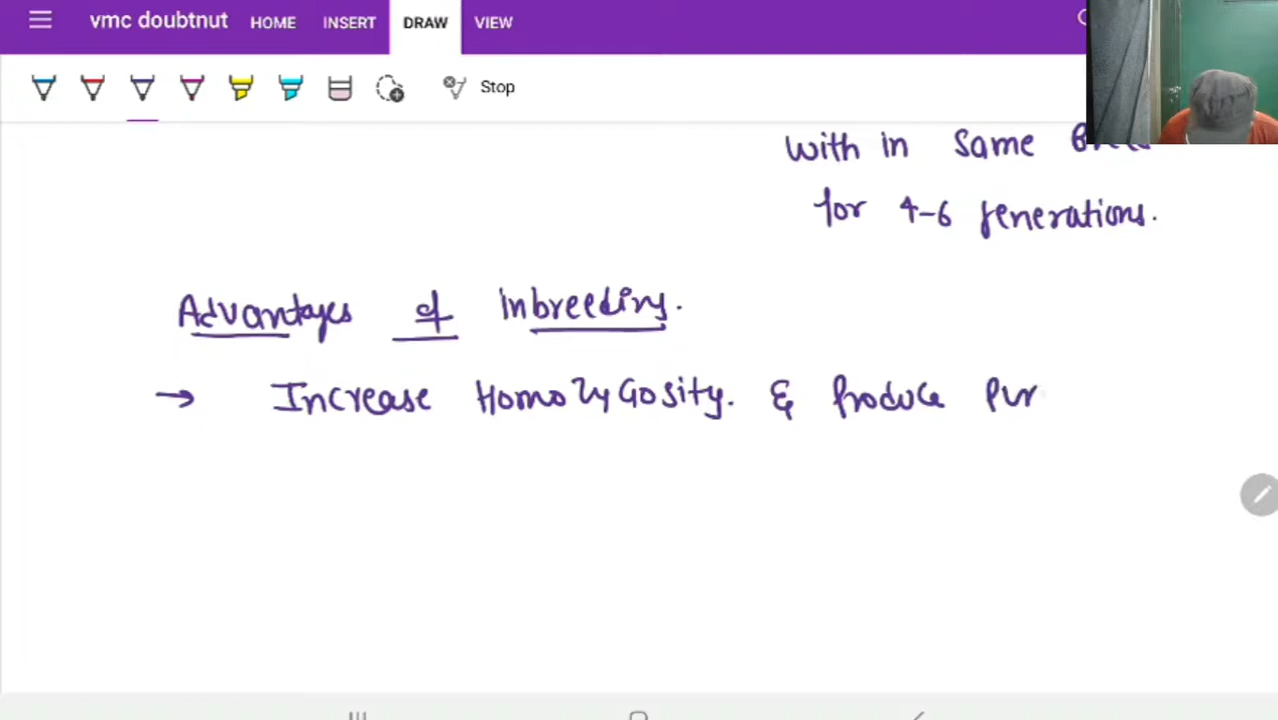 vmc doubtnut HOME INSERT DRAW VIEW
Stop
with in Same
for 4-6 generations.
Advantages of Inbreeding.
→ Increase HomoZyGosity. & Produce Pur